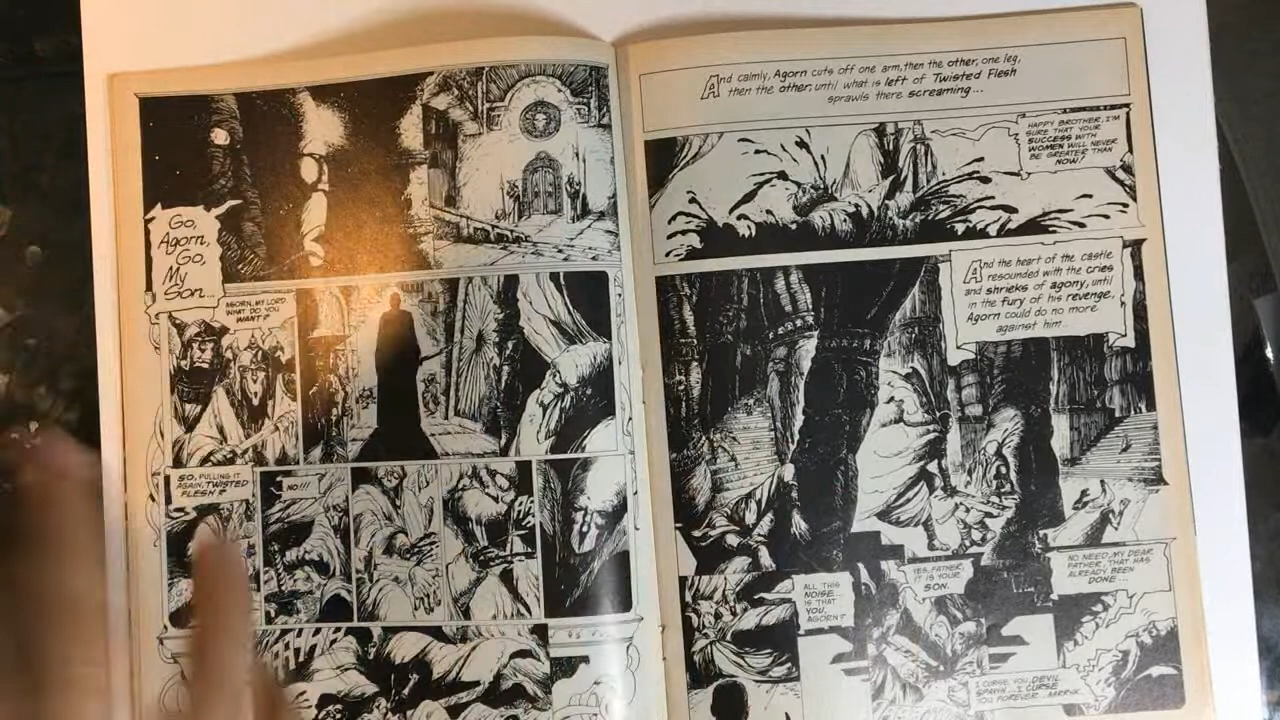 Go,
Agorn,
Go,
My
Son...
AGORN, MY LORD
WHAT DO YOU
WANT?
SO, PULLING IT
AGAIN, TWISTED
FLESH?
NO!!!
And calmly, Agorn cuts off one arm, then the other, one leg,
then the other, until what is left of Twisted Flesh
sprawls there screaming...
HAPPY BROTHER, I'M
SURE THAT YOUR
SUCCESS WITH
WOMEN WILL NEVER
BE GREATER THAN
NOW!
And the heart of the castle
resounded with the cries
and shrieks of agony, until
in the fury of his revenge,
Agorn could do no more
against him...
ALL THIS
NOISE...
IS THAT
YOU,
AGORN?
YES, FATHER,
IT IS YOUR
SON.
NO NEED, MY DEAR
FATHER, THAT HAS
ALREADY BEEN
DONE...
I CURSE YOU, DEVIL
SPAWN... I CURSE
YOU FOREVER...